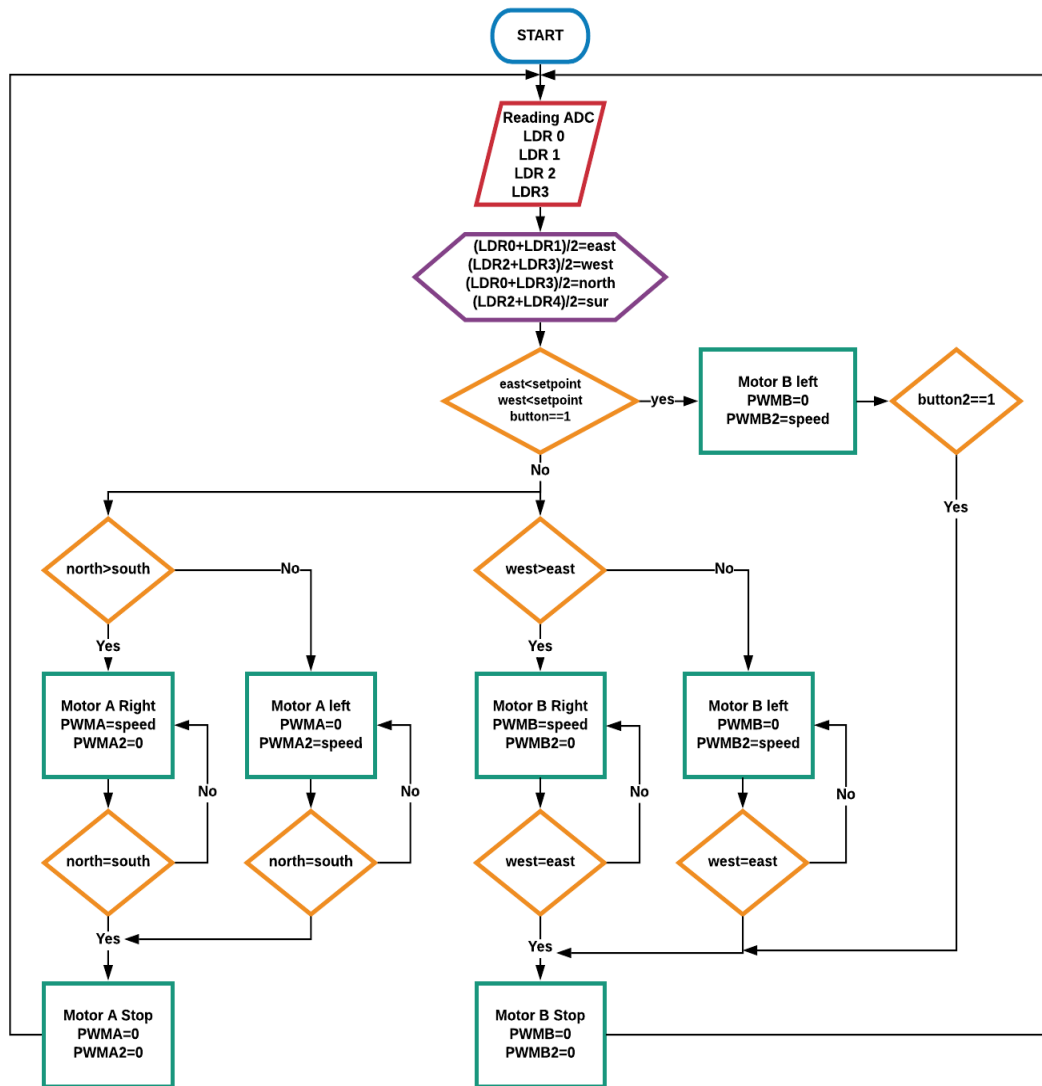 START
Reading ADC
LDR 0
LDR 1
LDR 2
LDR3
(LDR0+LDR1)/2=east
(LDR2+LDR3)/2=west
(LDR0+LDR3)/2=north
(LDR2+LDR4)/2=sur
east<setpoint
west<setpoint
button==1
yes
Motor B left
PWMB=0
PWMB2=speed
button2==1
No
Yes
north>south
No
west>east
No
Yes
Yes
Motor A Right
PWMA=speed
PWMA2=0
Motor A left
PWMA=0
PWMA2=speed
Motor B Right
PWMB=speed
PWMB2=0
Motor B left
PWMB=0
PWMB2=speed
No
No
No
No
north=south
north=south
west=east
west=east
Yes
Yes
Motor A Stop
PWMA=0
PWMA2=0
Motor B Stop
PWMB=0
PWMB2=0